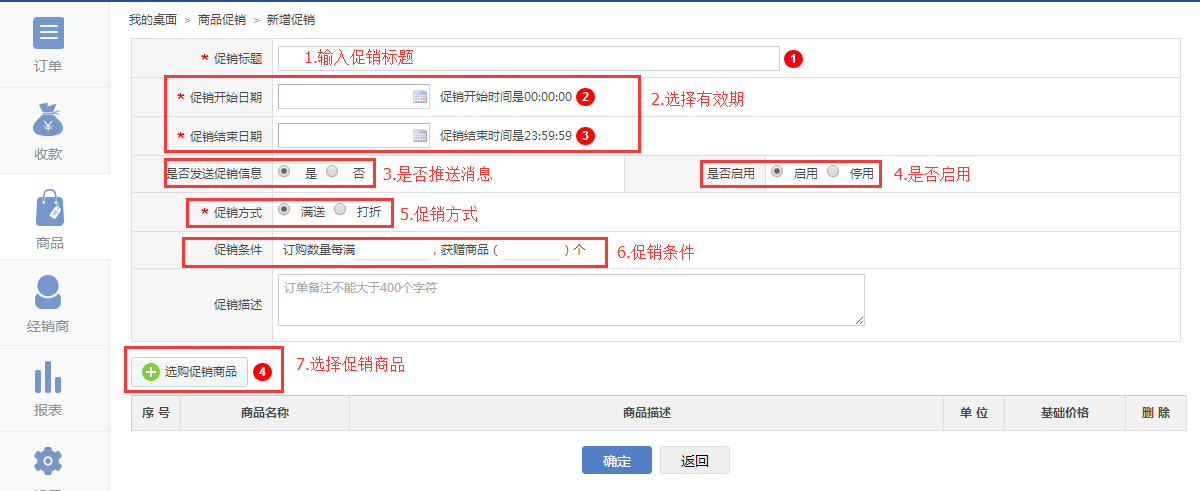 我的桌面 > 商品促销 > 新增促销
订单
收款
商品
经销商
报表
* 促销标题 1.输入促销标题 1
* 促销开始日期 促销开始时间是00:00:00 2
2.选择有效期
* 促销结束日期 促销结束时间是23:59:59 3
是否发送促销信息 是 否 3.是否推送消息 是否启用 启用 停用 4.是否启用
* 促销方式 满送 打折 5.促销方式
促销条件 订购数量每满 ，获赠商品 ( ) 个 6.促销条件
促销描述 订单备注不能大于400个字符
选购促销商品 4 7.选择促销商品
序 号 商品名称 商品描述 单 位 基础价格 删 除
确定 返回